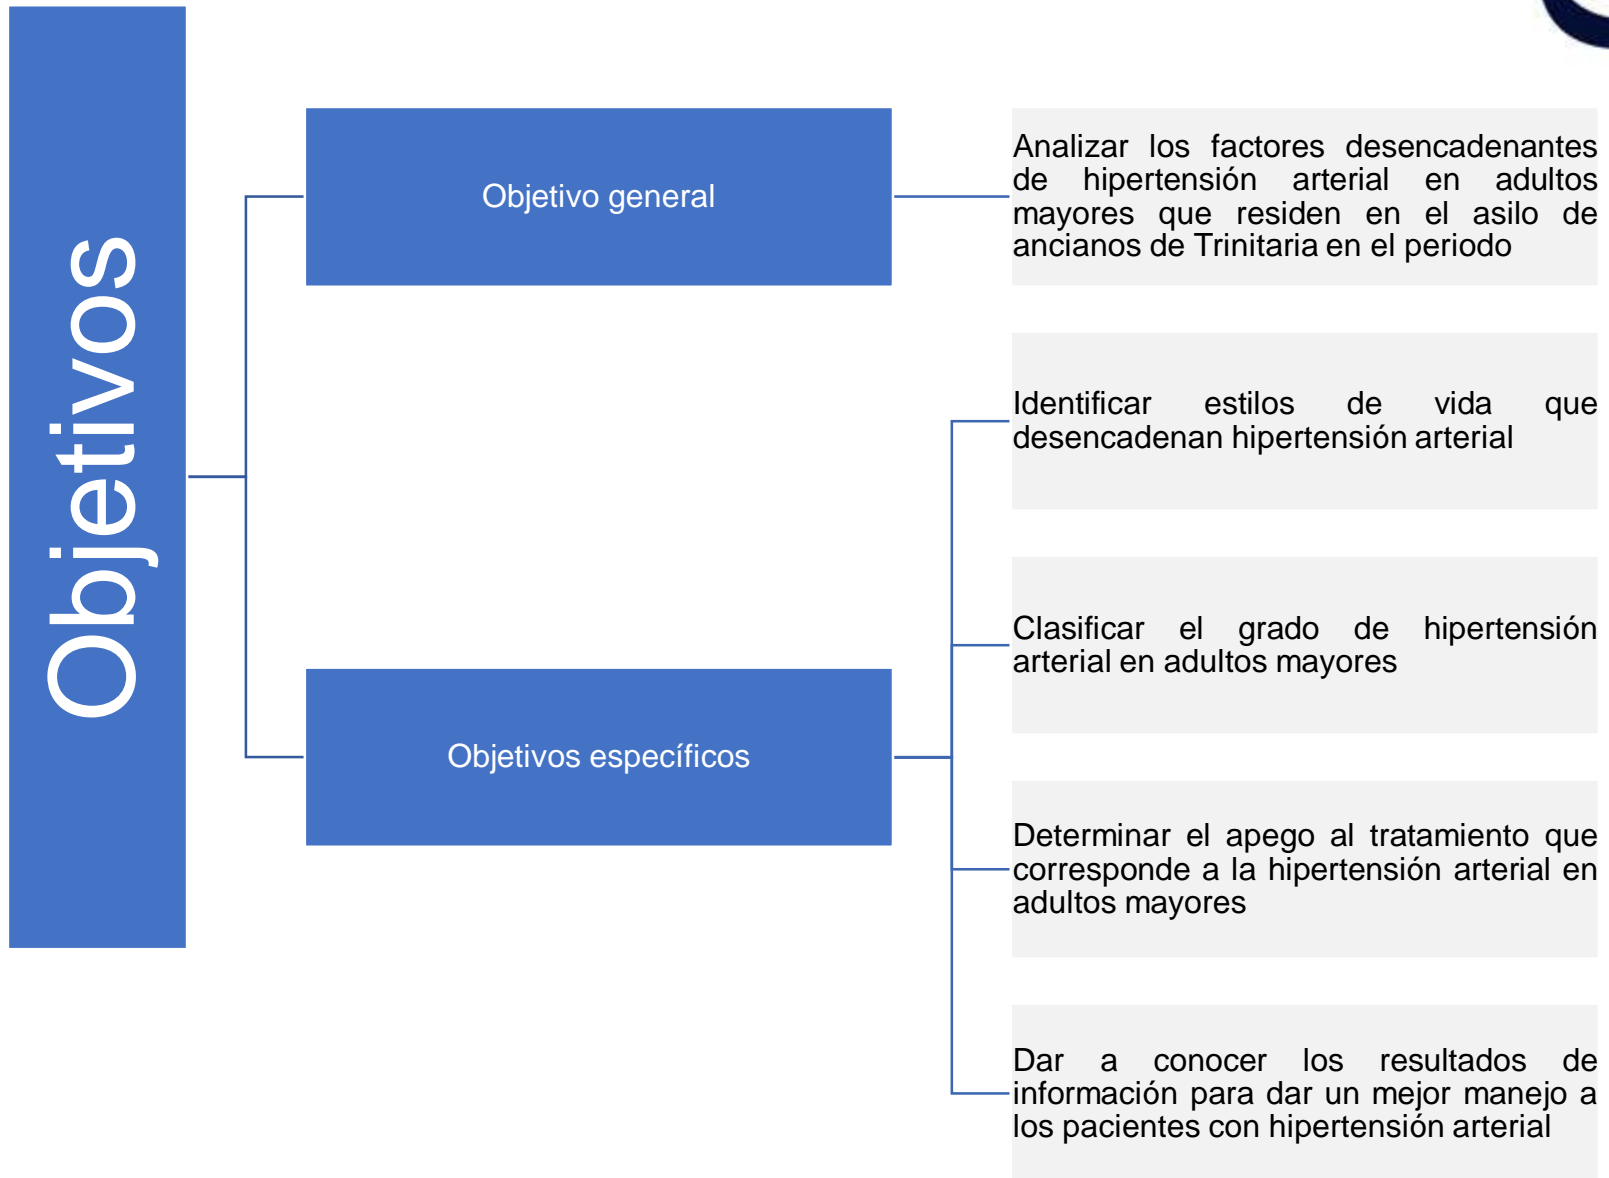 Objetivos
Objetivo general
Analizar los factores desencadenantes
de hipertensión arterial en adultos
mayores que residen en el asilo de
ancianos de Trinitaria en el periodo
Objetivos específicos
Identificar estilos de vida que
desencadenan hipertensión arterial
Clasificar el grado de hipertensión
arterial en adultos mayores
Determinar el apego al tratamiento que
corresponde a la hipertensión arterial en
adultos mayores
Dar a conocer los resultados de
información para dar un mejor manejo a
los pacientes con hipertensión arterial